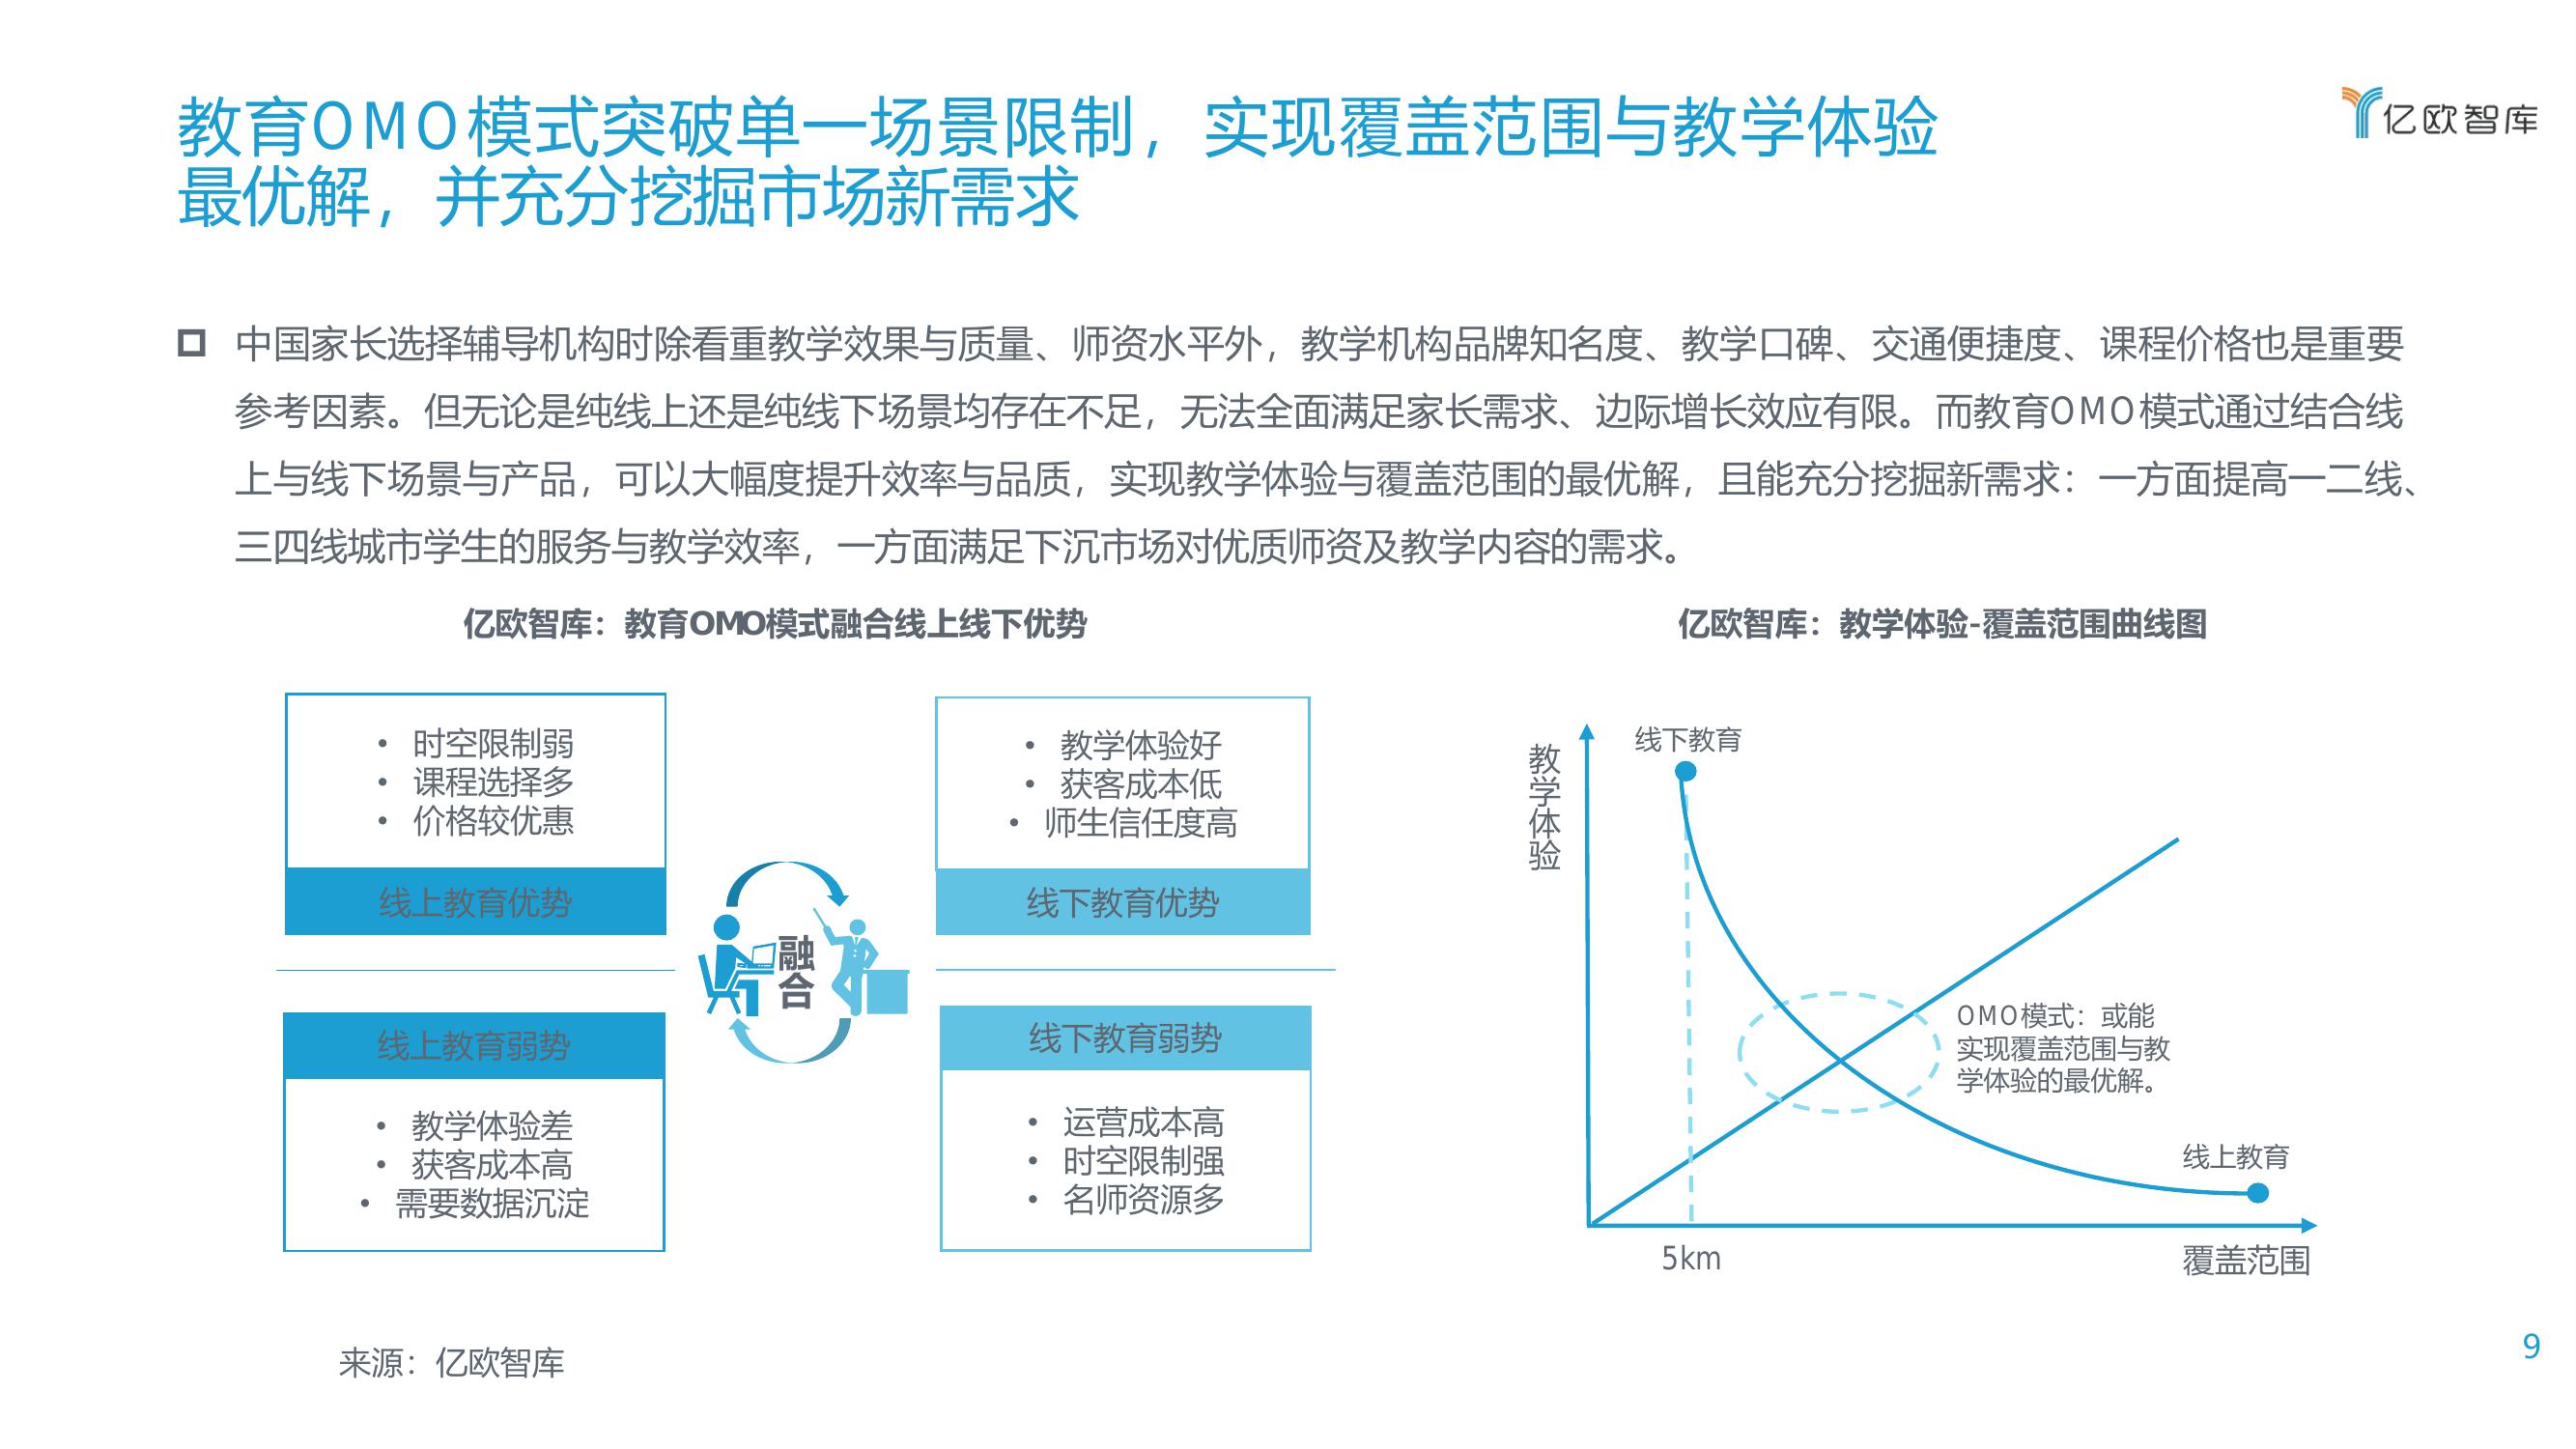 教育OMO模式突破单一场景限制，实现覆盖范围与教学体验
最优解，并充分挖掘市场新需求
亿欧智库
中国家长选择辅导机构时除看重教学效果与质量、师资水平外，教学机构品牌知名度、教学口碑、交通便捷度、课程价格也是重要
参考因素。但无论是纯线上还是纯线下场景均存在不足，无法全面满足家长需求、边际增长效应有限。而教育OMO模式通过结合线
上与线下场景与产品，可以大幅度提升效率与品质，实现教学体验与覆盖范围的最优解，且能充分挖掘新需求：一方面提高一二线、
三四线城市学生的服务与教学效率，一方面满足下沉市场对优质师资及教学内容的需求。
亿欧智库：教育OMO模式融合线上线下优势
• 时空限制弱
• 课程选择多
• 价格较优惠
线上教育优势
• 教学体验好
• 获客成本低
• 师生信任度高
线下教育优势
融
合
线上教育弱势
• 教学体验差
• 获客成本高
• 需要数据沉淀
线下教育弱势
• 运营成本高
• 时空限制强
• 名师资源多
亿欧智库：教学体验-覆盖范围曲线图
教学体验
线下教育
OMO模式：或能
实现覆盖范围与教
学体验的最优解。
线上教育
5km
覆盖范围
来源：亿欧智库
9